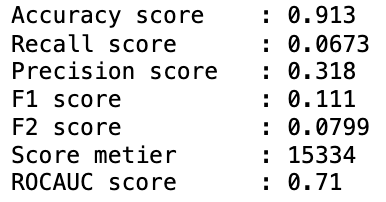 Accuracy score : 0.913
Recall score : 0.0673
Precision score : 0.318
F1 score : 0.111
F2 score : 0.0799
Score metier : 15334
ROCAUC score : 0.71